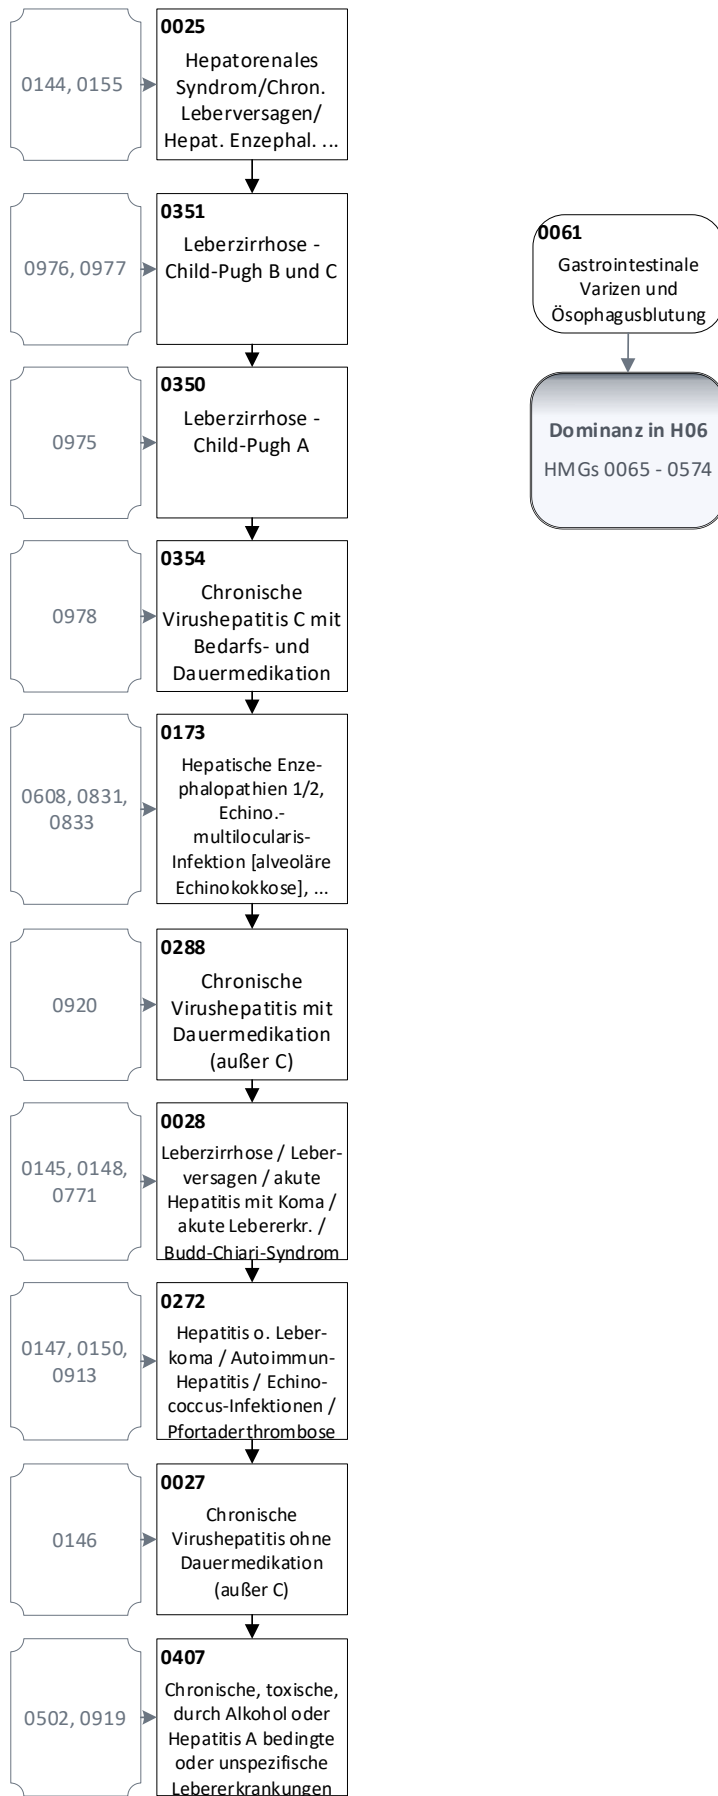 0144, 0155
0025
Hepatorenales
Syndrom/Chron.
Leberversagen/
Hepat. Enzephal. ...
0976, 0977
0351
Leberzirrhose -
Child-Pugh B und C
0975
0350
Leberzirrhose -
Child-Pugh A
0978
0354
Chronische
Virushepatitis C mit
Bedarfs- und
Dauermedikation
0608, 0831,
0833
0173
Hepatische Enze-
phalopathien 1/2,
Echino.-
multilocularis-
Infektion [alveoläre
Echinokokkose], ...
0920
0288
Chronische
Virushepatitis mit
Dauermedikation
(außer C)
0145, 0148,
0771
0028
Leberzirrhose / Leber-
versagen / akute
Hepatitis mit Koma /
akute Lebererkr. /
Budd-Chiari-Syndrom
0147, 0150,
0913
0272
Hepatitis o. Leber-
koma / Autoimmun-
Hepatitis / Echino-
coccus-Infektionen /
Pfortaderthrombose
0146
0027
Chronische
Virushepatitis ohne
Dauermedikation
(außer C)
0502, 0919
0407
Chronische, toxische,
durch Alkohol oder
Hepatitis A bedingte
oder unspezifische
Lebererkrankungen
0061
Gastrointestinale
Varizen und
Ösophagusblutung
Dominanz in H06
HMGs 0065 - 0574